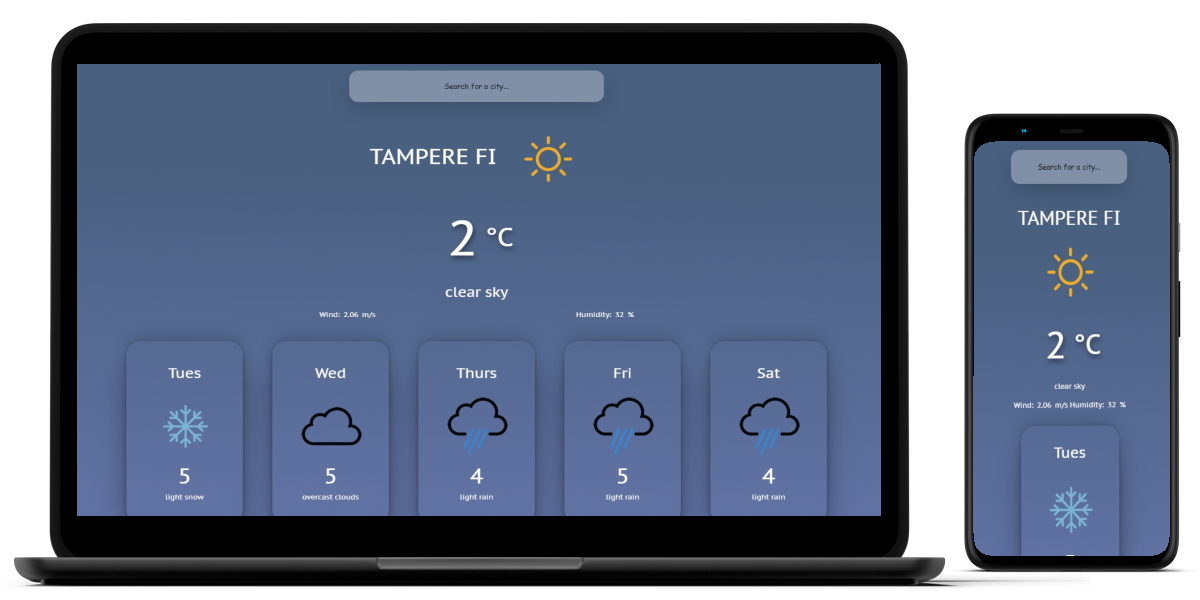 Search for a city...
TAMPERE FI
2 °C
clear sky
Wind: 2.06 m/s Humidity: 32 %
Tues Wed Thurs Fri Sat
5 5 4 5 4
light snow overcast clouds light rain light rain light rain
Search for a city...
TAMPERE FI
2 °C
clear sky
Wind: 2.06 m/s Humidity: 32 %
Tues